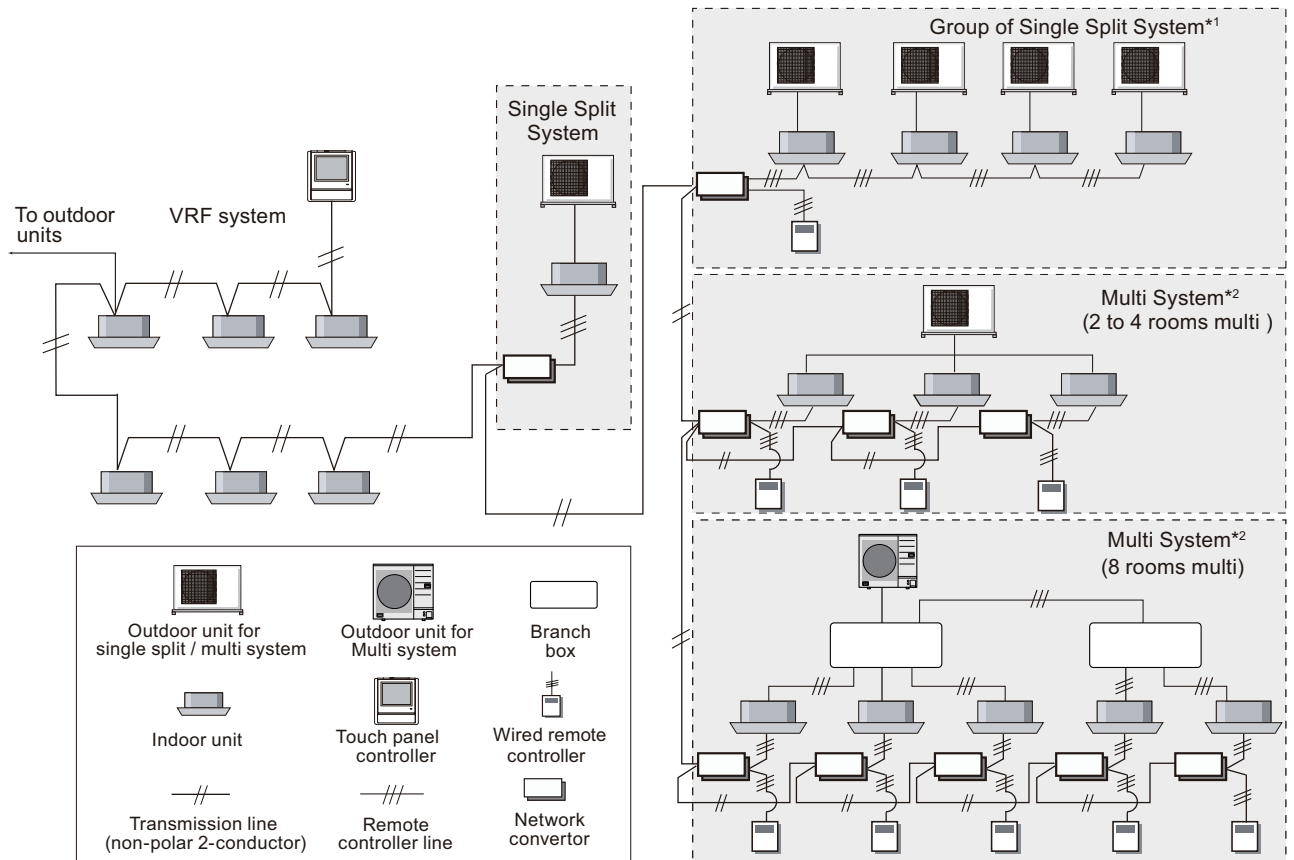 Group of Single Split System*1
Single Split
System
To outdoor
units
VRF system
Multi System*2
(2 to 4 rooms multi )
Multi System*2
(8 rooms multi)
Outdoor unit for
single split / multi system
Outdoor unit for
Multi system
Branch
box
Indoor unit
Touch panel
controller
Wired remote
controller
Transmission line
(non-polar 2-conductor)
Remote
controller line
Network
convertor